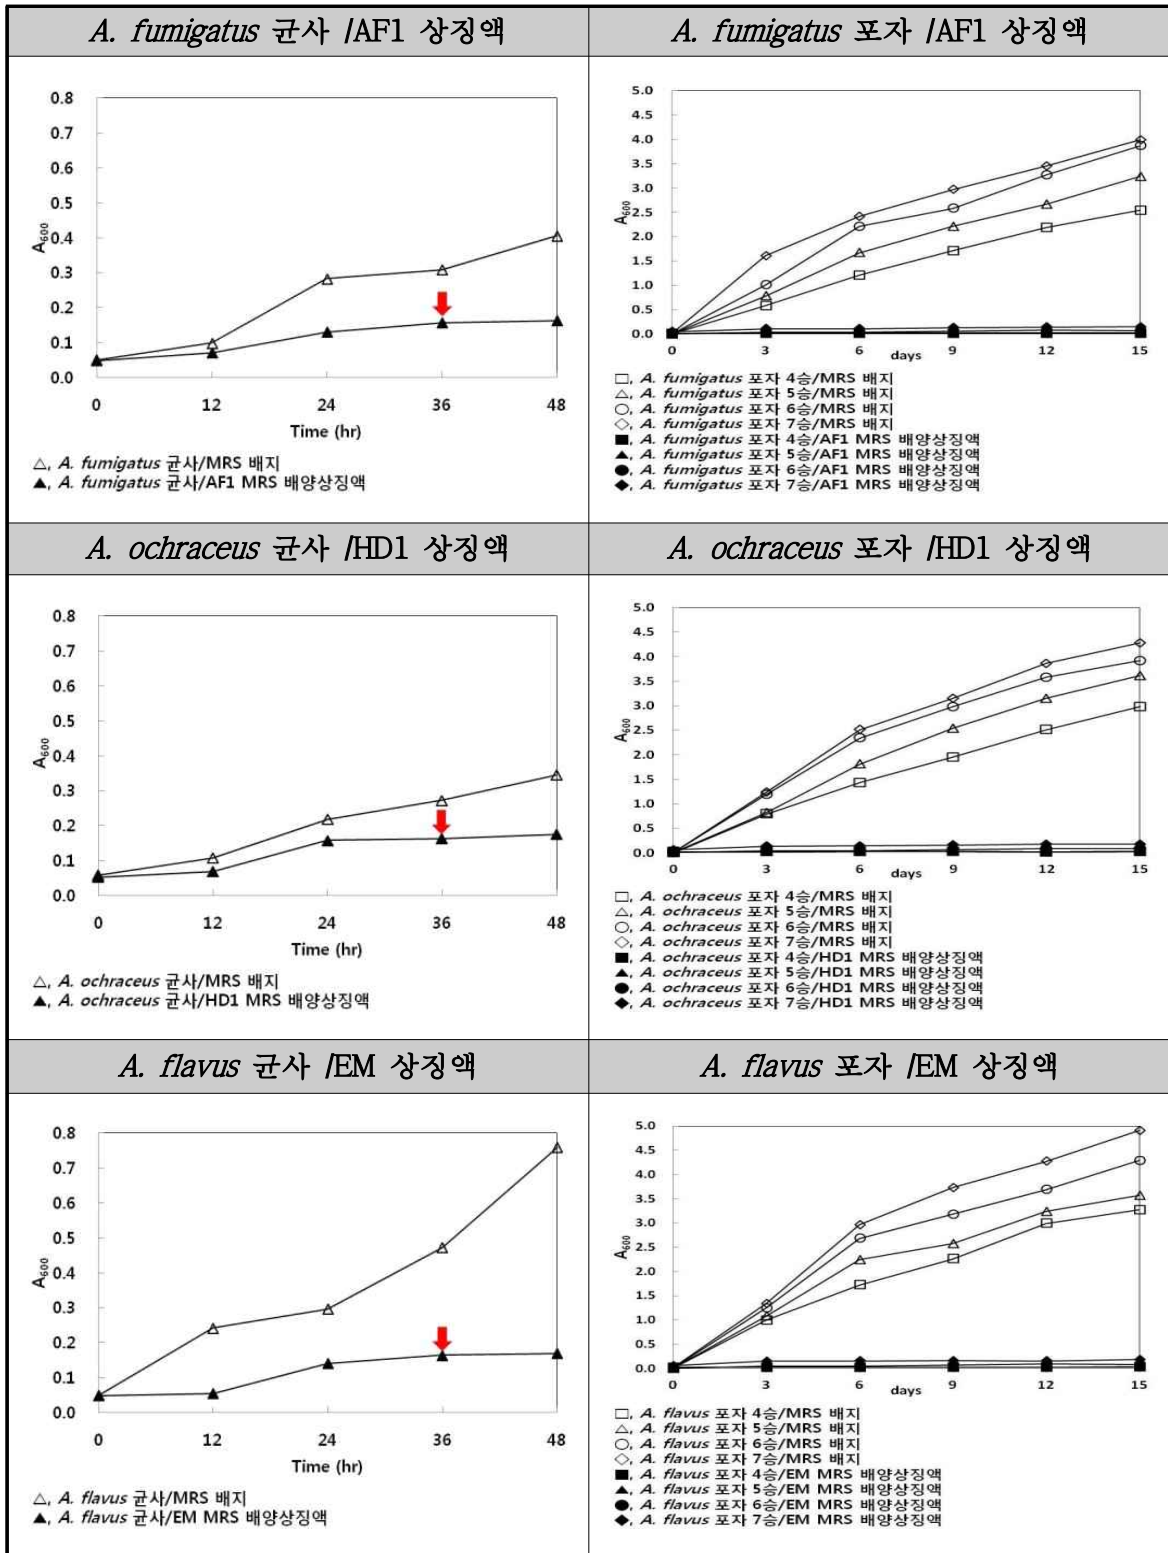 A. fumigatus 균사 /AF1 상징액
A. fumigatus 포자 /AF1 상징액
0.8
0.7
0.6
0.5
0.4
0.3
0.2
0.1
0.0
A600
0 12 24 36 48
Time (hr)
△, A. fumigatus 균사/MRS 배지
▲, A. fumigatus 균사/AF1 MRS 배양상징액
5.0
4.5
4.0
3.5
3.0
2.5
2.0
1.5
1.0
0.5
0.0
A600
0 3 6 9 12 15
days
□, A. fumigatus 포자 4승/MRS 배지
△, A. fumigatus 포자 5승/MRS 배지
○, A. fumigatus 포자 6승/MRS 배지
◇, A. fumigatus 포자 7승/MRS 배지
■, A. fumigatus 포자 4승/AF1 MRS 배양상징액
▲, A. fumigatus 포자 5승/AF1 MRS 배양상징액
●, A. fumigatus 포자 6승/AF1 MRS 배양상징액
◆, A. fumigatus 포자 7승/AF1 MRS 배양상징액
A. ochraceus 균사 /HD1 상징액
A. ochraceus 포자 /HD1 상징액
0.8
0.7
0.6
0.5
0.4
0.3
0.2
0.1
0.0
A600
0 12 24 36 48
Time (hr)
△, A. ochraceus 균사/MRS 배지
▲, A. ochraceus 균사/HD1 MRS 배양상징액
5.0
4.5
4.0
3.5
3.0
2.5
2.0
1.5
1.0
0.5
0.0
A600
0 3 6 9 12 15
days
□, A. ochraceus 포자 4승/MRS 배지
△, A. ochraceus 포자 5승/MRS 배지
○, A. ochraceus 포자 6승/MRS 배지
◇, A. ochraceus 포자 7승/MRS 배지
■, A. ochraceus 포자 4승/HD1 MRS 배양상징액
▲, A. ochraceus 포자 5승/HD1 MRS 배양상징액
●, A. ochraceus 포자 6승/HD1 MRS 배양상징액
◆, A. ochraceus 포자 7승/HD1 MRS 배양상징액
A. flavus 균사 /EM 상징액
A. flavus 포자 /EM 상징액
0.8
0.7
0.6
0.5
0.4
0.3
0.2
0.1
0.0
A600
0 12 24 36 48
Time (hr)
△, A. flavus 균사/MRS 배지
▲, A. flavus 균사/EM MRS 배양상징액
5.0
4.5
4.0
3.5
3.0
2.5
2.0
1.5
1.0
0.5
0.0
A600
0 3 6 9 12 15
days
□, A. flavus 포자 4승/MRS 배지
△, A. flavus 포자 5승/MRS 배지
○, A. flavus 포자 6승/MRS 배지
◇, A. flavus 포자 7승/MRS 배지
■, A. flavus 포자 4승/EM MRS 배양상징액
▲, A. flavus 포자 5승/EM MRS 배양상징액
●, A. flavus 포자 6승/EM MRS 배양상징액
◆, A. flavus 포자 7승/EM MRS 배양상징액